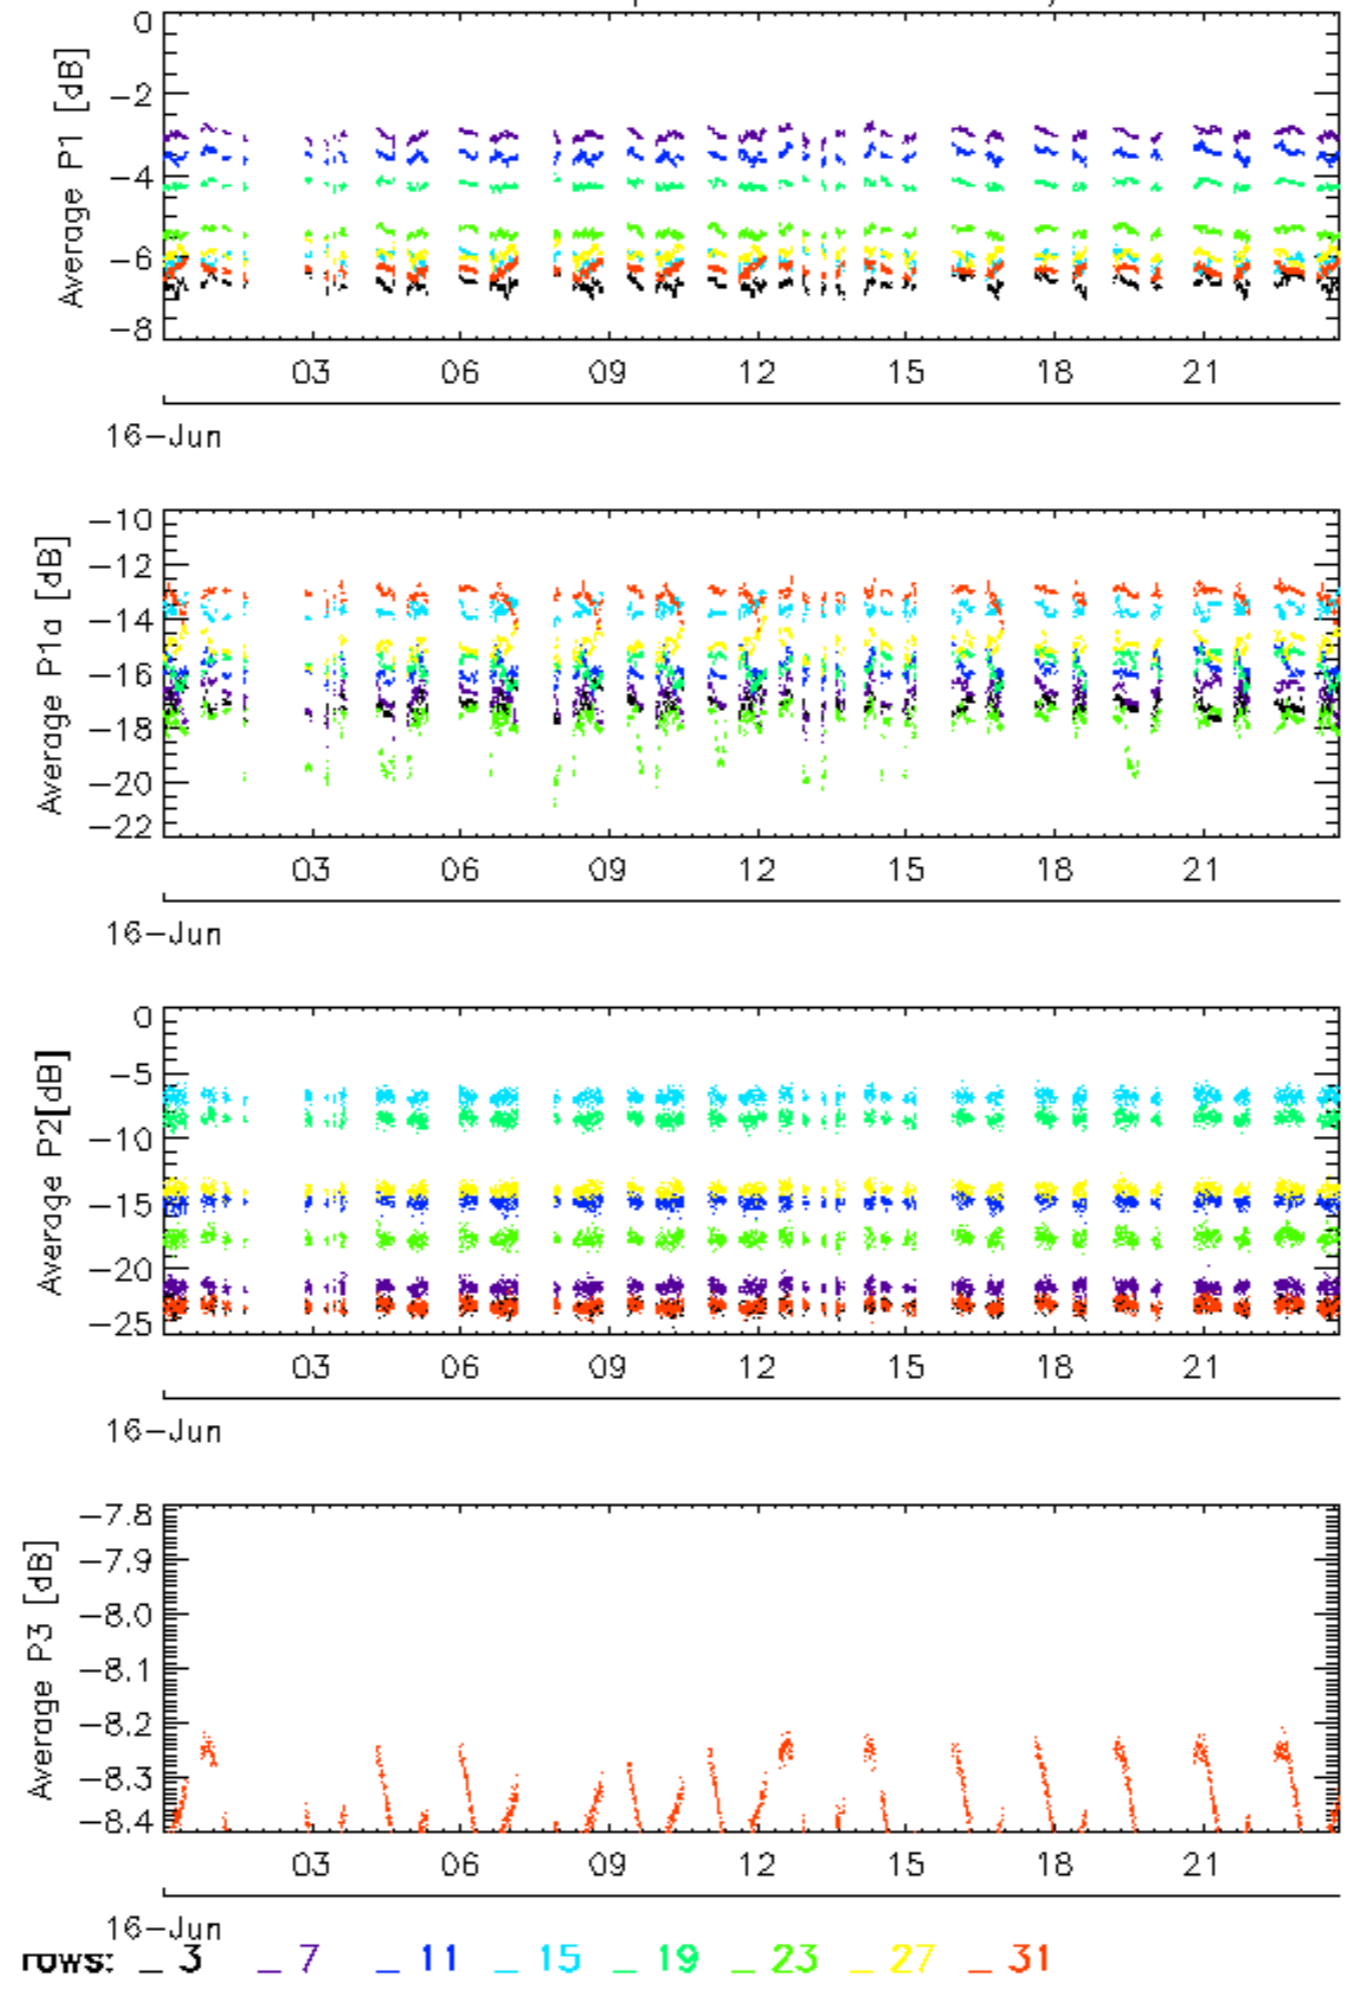 0
-2
-4
-6
-8
Average P1 [dB]
03 06 09 12 15 18 21
16-Jun
-10
-12
-14
-16
-18
-20
-22
Average P1a [dB]
03 06 09 12 15 18 21
16-Jun
0
-5
-10
-15
-20
-25
Average P2[dB]
03 06 09 12 15 18 21
16-Jun
-7.8
-7.9
-8.0
-8.1
-8.2
-8.3
-8.4
Average P3 [dB]
03 06 09 12 15 18 21
16-Jun
rows: _ 3 _ 7 _ 11 _ 15 _ 19 _ 23 _ 27 _ 31